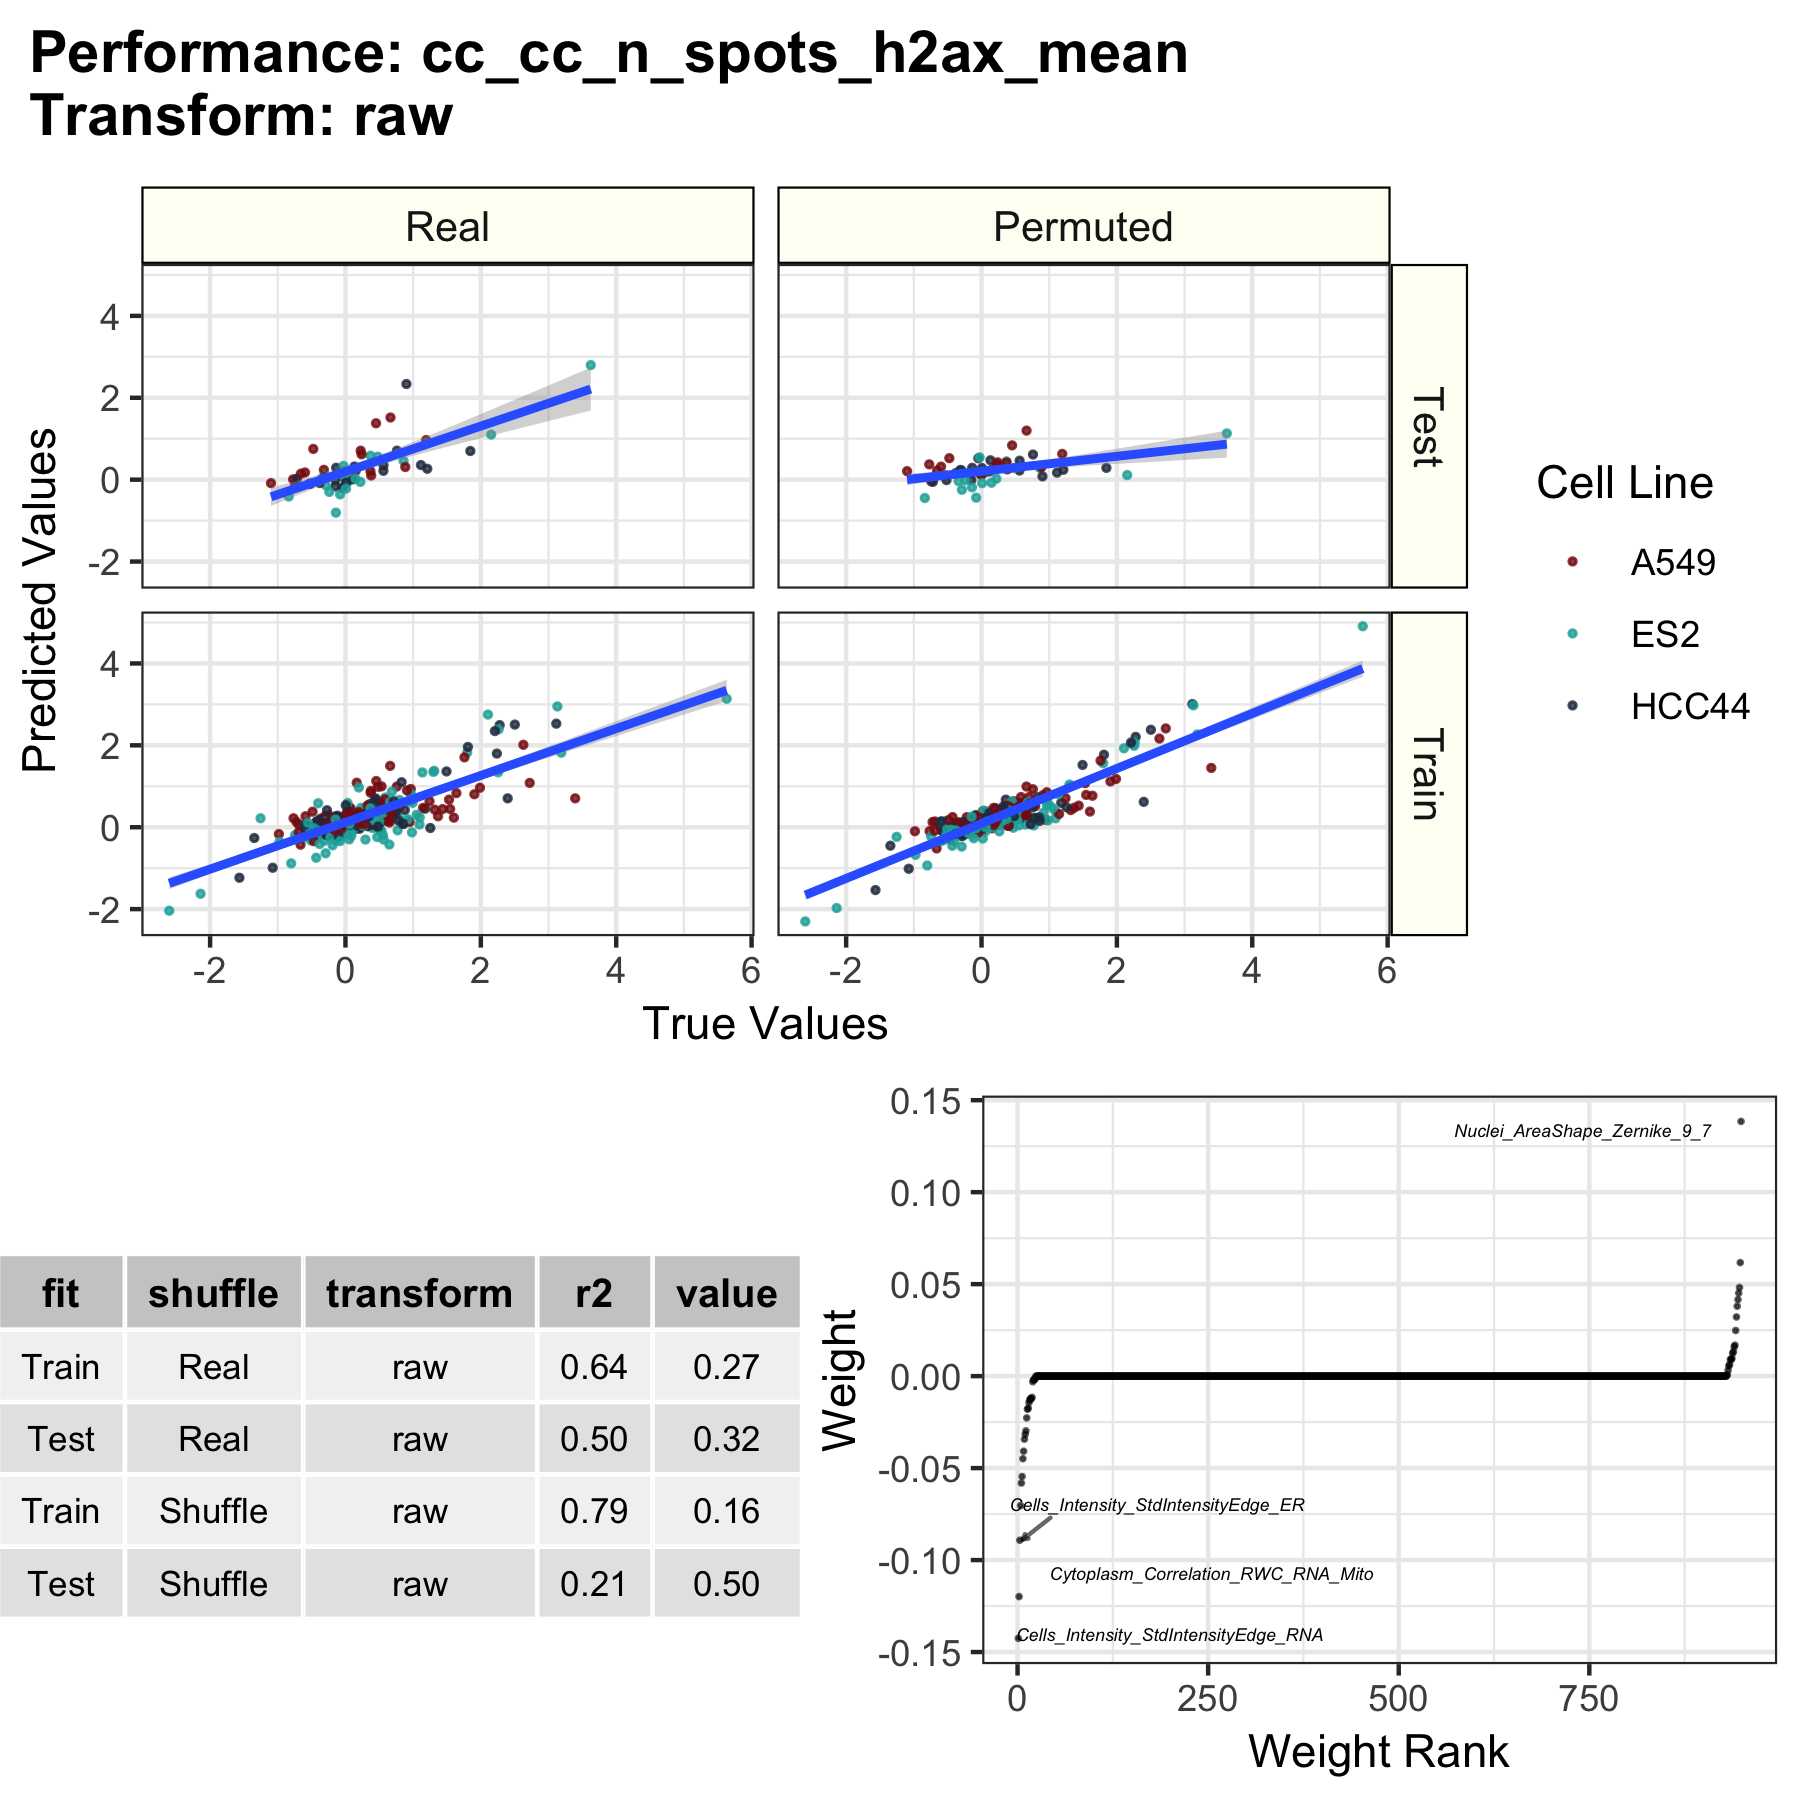 Performance: cc_cc_n_spots_h2ax_mean
Transform: raw
Real
Permuted
4
2
0
-2
Test
4
2
0
-2
Train
Predicted Values
-2
0
2
4
6
-2
0
2
4
6
True Values
Cell Line
A549
ES2
HCC44
fit shuffle transform r2 value
Train Real raw 0.64 0.27
Test Real raw 0.50 0.32
Train Shuffle raw 0.79 0.16
Test Shuffle raw 0.21 0.50
Weight
0.15
0.10
0.05
0.00
-0.05
-0.10
-0.15
Nuclei_AreaShape_Zernike_9_7
Cells_Intensity_StdIntensityEdge_ER
Cytoplasm_Correlation_RWC_RNA_Mito
Cells_Intensity_StdIntensityEdge_RNA
0
250
500
750
Weight Rank